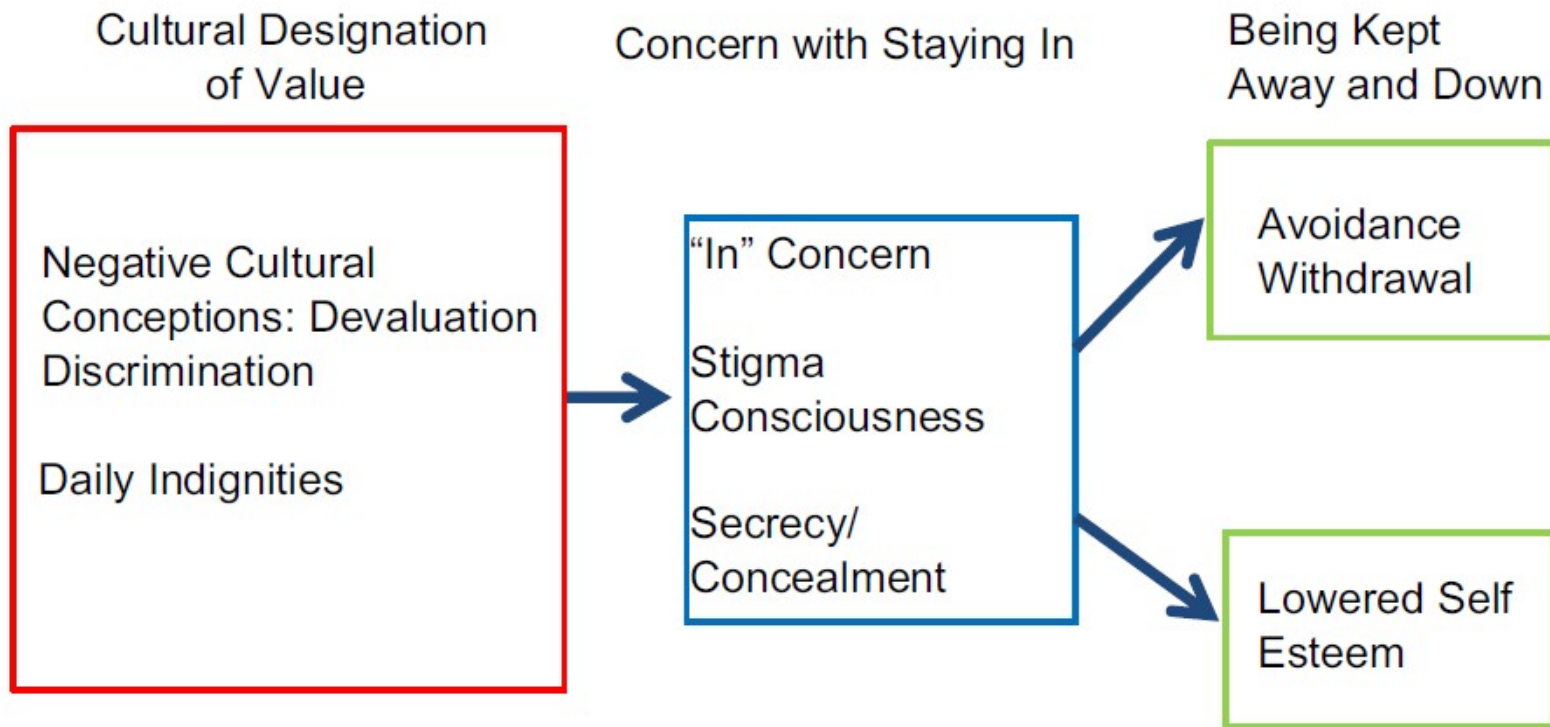 Cultural Designation
of Value
Concern with Staying In
Being Kept
Away and Down
Negative Cultural
Conceptions: Devaluation
Discrimination
Daily Indignities
“In” Concern
Stigma
Consciousness
Secrecy/
Concealment
Avoidance
Withdrawal
Lowered Self
Esteem